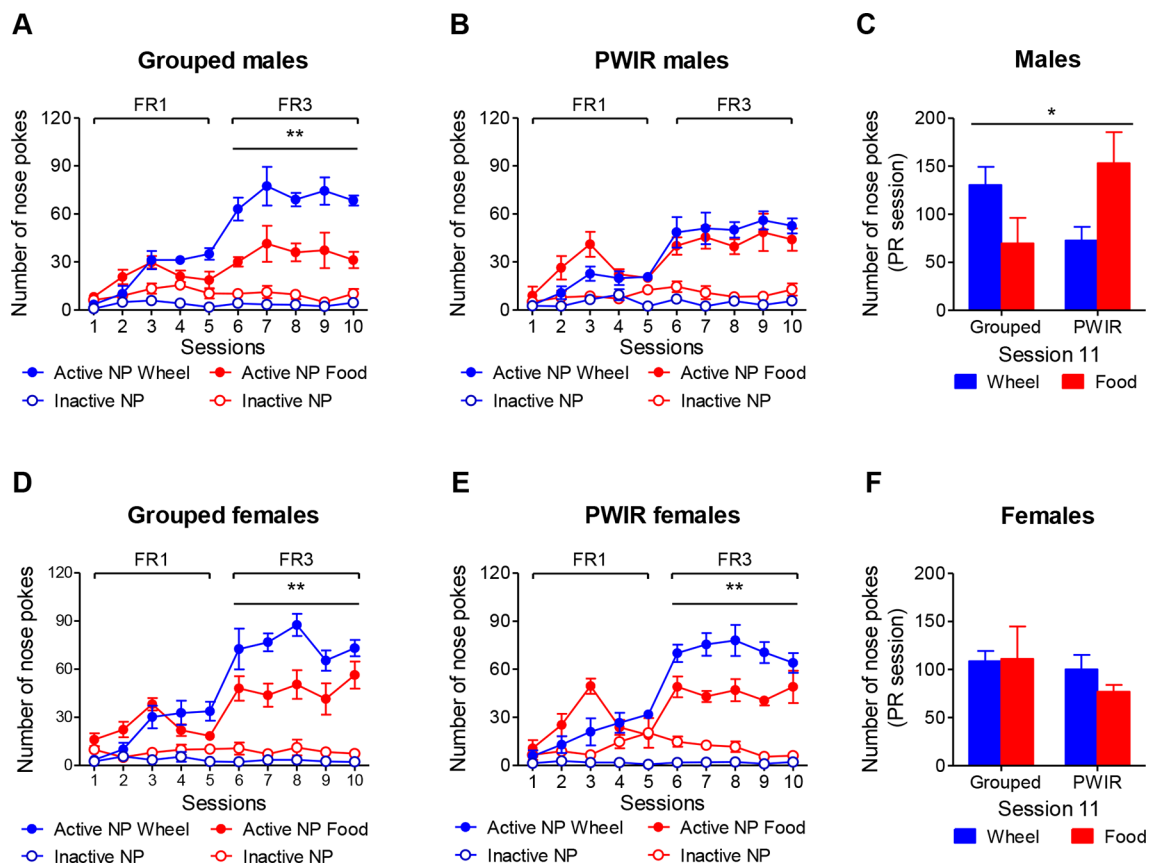 A
Grouped males
FR1
FR3
**
Number of nose pokes
120
90
60
30
0
1 2 3 4 5 6 7 8 9 10
Sessions
Active NP Wheel
Active NP Food
Inactive NP
Inactive NP
B
PWIR males
FR1
FR3
Number of nose pokes
120
90
60
30
0
1 2 3 4 5 6 7 8 9 10
Sessions
Active NP Wheel
Active NP Food
Inactive NP
Inactive NP
C
Males
*
Number of nose pokes
(PR session)
200
150
100
50
0
Grouped PWIR
Session 11
Wheel
Food
D
Grouped females
FR1
FR3
**
Number of nose pokes
120
90
60
30
0
1 2 3 4 5 6 7 8 9 10
Sessions
Active NP Wheel
Active NP Food
Inactive NP
Inactive NP
E
PWIR females
FR1
FR3
**
Number of nose pokes
120
90
60
30
0
1 2 3 4 5 6 7 8 9 10
Sessions
Active NP Wheel
Active NP Food
Inactive NP
Inactive NP
F
Females
Number of nose pokes
(PR session)
200
150
100
50
0
Grouped PWIR
Session 11
Wheel
Food